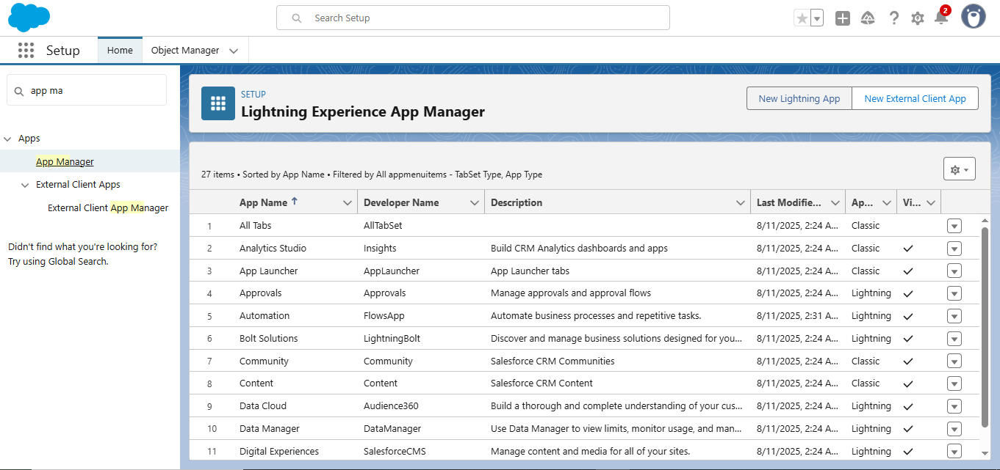 Search Setup
2
Setup
Home
Object Manager
app ma
Apps
App Manager
External Client Apps
External Client App Manager
Didn't find what you're looking for?
Try using Global Search.
SETUP
Lightning Experience App Manager
New Lightning App
New External Client App
27 items • Sorted by App Name • Filtered by All appmenuitems - TabSet Type, App Type
App Name Developer Name Description Last Modifie... Ap... Vi...
1 All Tabs AllTabSet 8/11/2025, 2:24 A... Classic
2 Analytics Studio Insights Build CRM Analytics dashboards and apps 8/11/2025, 2:24 A... Classic
3 App Launcher AppLauncher App Launcher tabs 8/11/2025, 2:24 A... Classic
4 Approvals Approvals Manage approvals and approval flows 8/11/2025, 2:24 A... Lightning
5 Automation FlowsApp Automate business processes and repetitive tasks. 8/11/2025, 2:31 A... Lightning
6 Bolt Solutions LightningBolt Discover and manage business solutions designed for you... 8/11/2025, 2:24 A... Lightning
7 Community Community Salesforce CRM Communities 8/11/2025, 2:24 A... Classic
8 Content Content Salesforce CRM Content 8/11/2025, 2:24 A... Classic
9 Data Cloud Audience360 Build a thorough and complete understanding of your cus... 8/11/2025, 2:24 A... Lightning
10 Data Manager DataManager Use Data Manager to view limits, monitor usage, and man... 8/11/2025, 2:24 A... Lightning
11 Digital Experiences SalesforceCMS Manage content and media for all of your sites. 8/11/2025, 2:24 A... Lightning